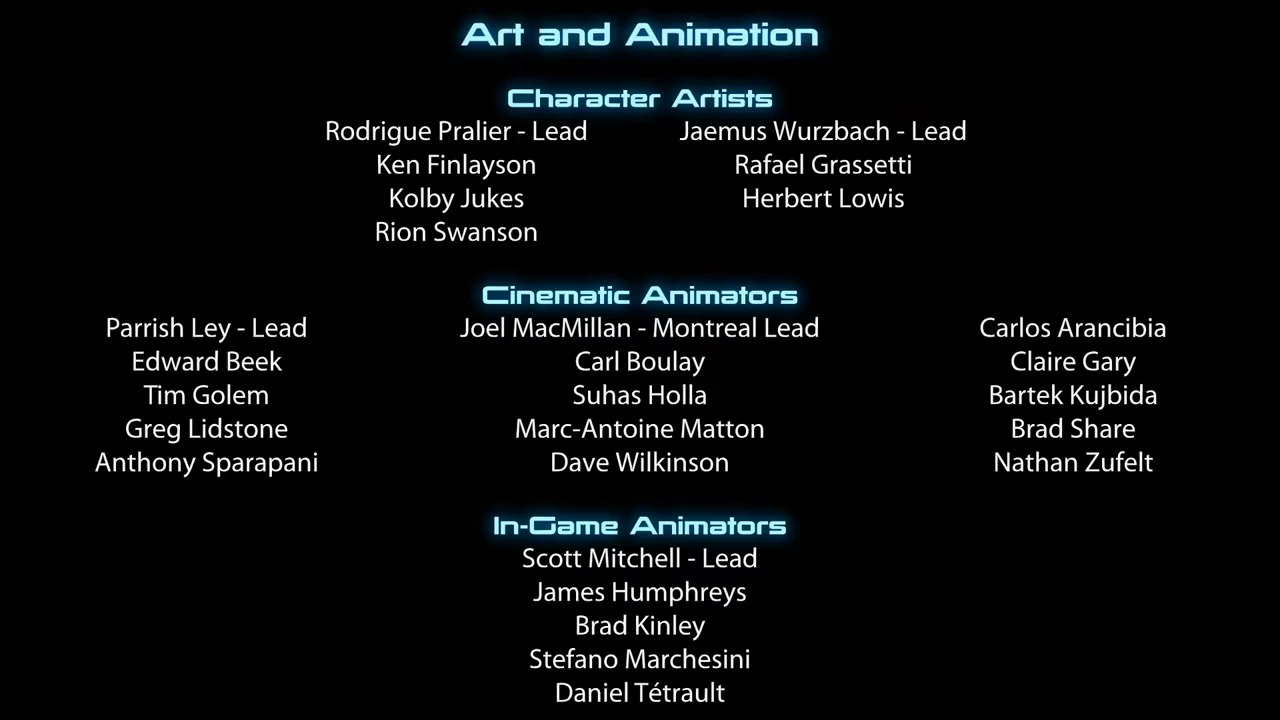 Art and Animation
Character Artists
Rodrigue Pralier - Lead
Jaemus Wurzbach - Lead
Ken Finlayson
Rafael Grassetti
Kolby Jukes
Herbert Lowis
Rion Swanson
Cinematic Animators
Parrish Ley - Lead
Joel MacMillan - Montreal Lead
Carlos Arancibia
Edward Beek
Carl Boulay
Claire Gary
Tim Golem
Suhas Holla
Bartek Kujbida
Greg Lidstone
Marc-Antoine Matton
Brad Share
Anthony Sparapani
Dave Wilkinson
Nathan Zufelt
In-Game Animators
Scott Mitchell - Lead
James Humphreys
Brad Kinley
Stefano Marchesini
Daniel Tétrault